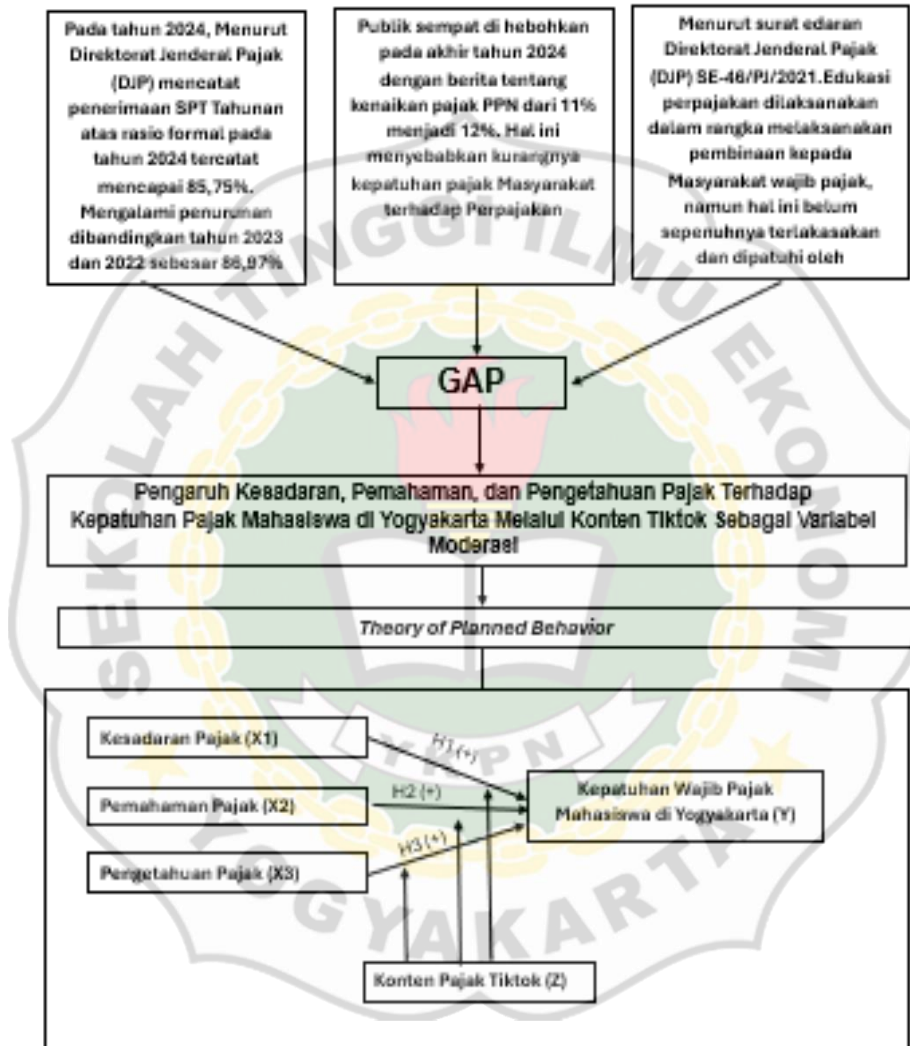 Pada tahun 2024, Menurut
Direktorat Jenderal Pajak
(DJP) mencatat
penerimaan SPT Tahunan
atas rasio formal pada
tahun 2024 tercatat
mencapai 85,75%.
Mengalami penurunan
dibandingkan tahun 2023
dan 2022 sebesar 86,97%
Publik sempat di hebohkan
pada akhir tahun 2024
dengan berita tentang
kenaikan pajak PPN dari 11%
menjadi 12%. Hal ini
menyebabkan kurangnya
kepatuhan pajak Masyarakat
terhadap Perpajakan
Menurut surat edaran
Direktorat Jenderal Pajak
(DJP) SE-46/PJ/2021.Edukasi
perpajakan dilaksanakan
dalam rangka melaksanakan
pembinaan kepada
Masyarakat wajib pajak,
namun hal ini belum
sepenuhnya terlakasakan
dan dipatuhi oleh
GAP
Pengaruh Kesadaran, Pemahaman, dan Pengetahuan Pajak Terhadap
Kepatuhan Pajak Mahasiswa di Yogyakarta Melalui Konten Tiktok Sebagai Variabel
Moderasi
Theory of Planned Behavior
Kesadaran Pajak (X1)
H1 (+)
Pemahaman Pajak (X2)
H2 (+)
Pengetahuan Pajak (X3)
H3 (+)
Kepatuhan Wajib Pajak
Mahasiswa di Yogyakarta (Y)
Konten Pajak Tiktok (Z)
SEKOLAH TINGGI ILMU EKONOMI
YKPN
YOGYAKARTA